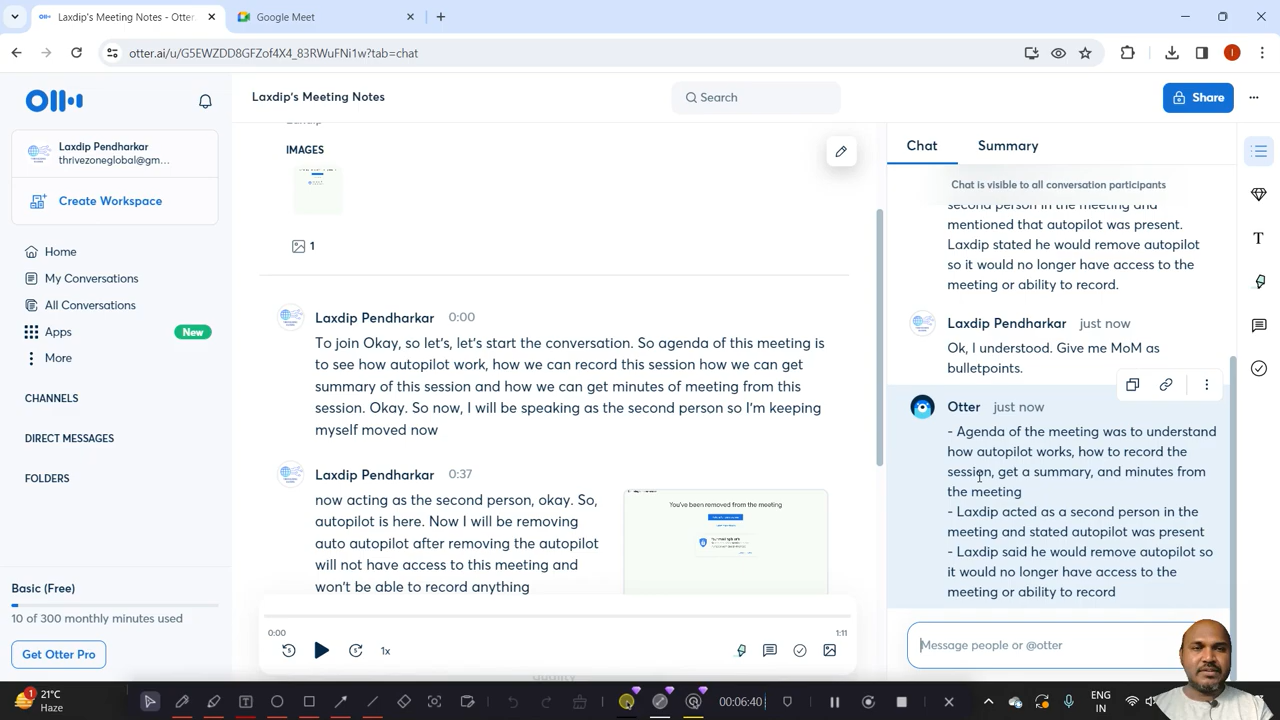 Laxdip's Meeting Notes - Otter
Google Meet
otter.ai/u/G5EWZDD8GFZof4X4_83RWuFNi1w?tab=chat
Laxdip Pendharkar
thrivezoneglobal@gm...
Create Workspace
Home
My Conversations
All Conversations
Apps
New
More
CHANNELS
DIRECT MESSAGES
FOLDERS
Basic (Free)
10 of 300 monthly minutes used
Get Otter Pro
Laxdip's Meeting Notes
Search
Share
IMAGES
1
Laxdip Pendharkar 0:00
To join Okay, so let's, let's start the conversation. So agenda of this meeting is
to see how autopilot work, how we can record this session how we can get
summary of this session and how we can get minutes of meeting from this
session. Okay. So now, I will be speaking as the second person so I'm keeping
myself moved now
Laxdip Pendharkar 0:37
now acting as the second person, okay. So,
autopilot is here. Now I will be removing
auto autopilot after removing the autopilot
will not have access to this meeting and
won't be able to record anything
You've been removed from the meeting
0:00
1:11
1x
Chat
Summary
Chat is visible to all conversation participants
second person in the meeting and
mentioned that autopilot was present.
Laxdip stated he would remove autopilot
so it would no longer have access to the
meeting or ability to record.
Laxdip Pendharkar just now
Ok, I understood. Give me MoM as
bulletpoints.
Otter just now
- Agenda of the meeting was to understand
how autopilot works, how to record the
session, get a summary, and minutes from
the meeting
- Laxdip acted as a second person in the
meeting and stated autopilot was present
- Laxdip said he would remove autopilot so
it would no longer have access to the
meeting or ability to record
Message people or @otter
T
I
1
21°C
Haze
00:06:40
ENG
IN